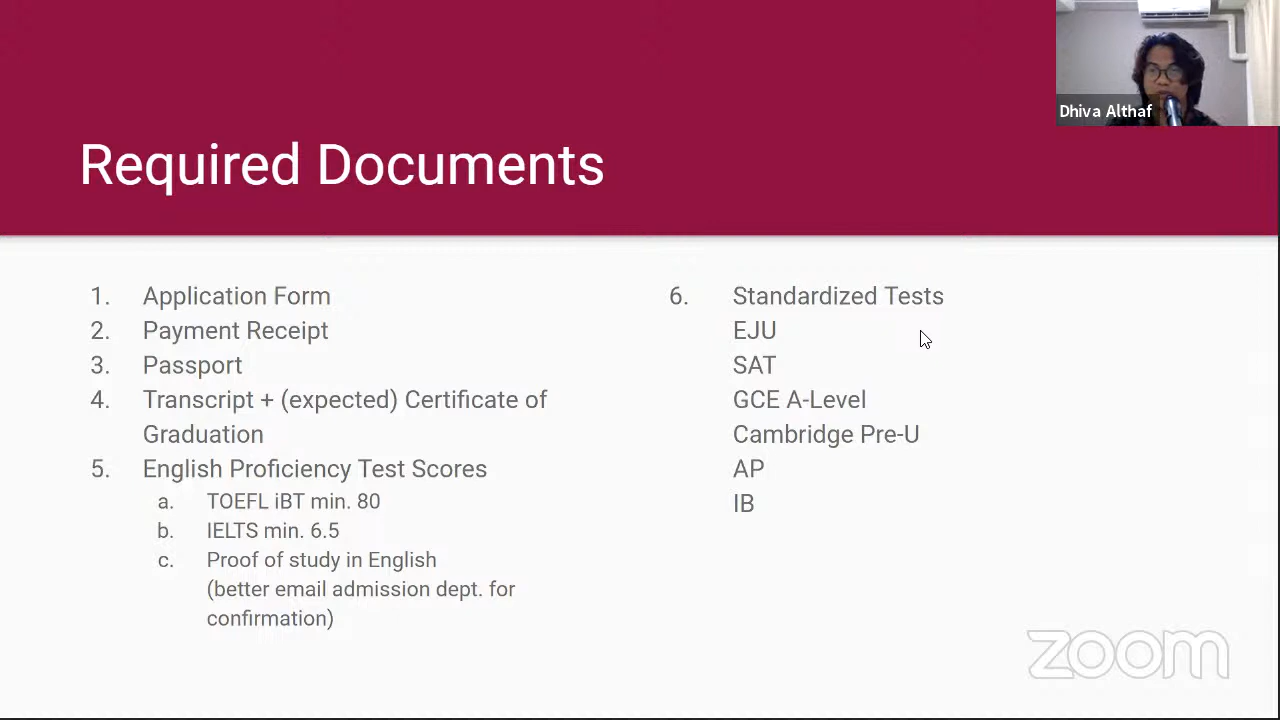 Dhiva Althaf
Required Documents
1. Application Form
2. Payment Receipt
3. Passport
4. Transcript + (expected) Certificate of
Graduation
5. English Proficiency Test Scores
a. TOEFL iBT min. 80
b. IELTS min. 6.5
c. Proof of study in English
(better email admission dept. for
confirmation)
6. Standardized Tests
EJU
SAT
GCE A-Level
Cambridge Pre-U
AP
IB
zoom